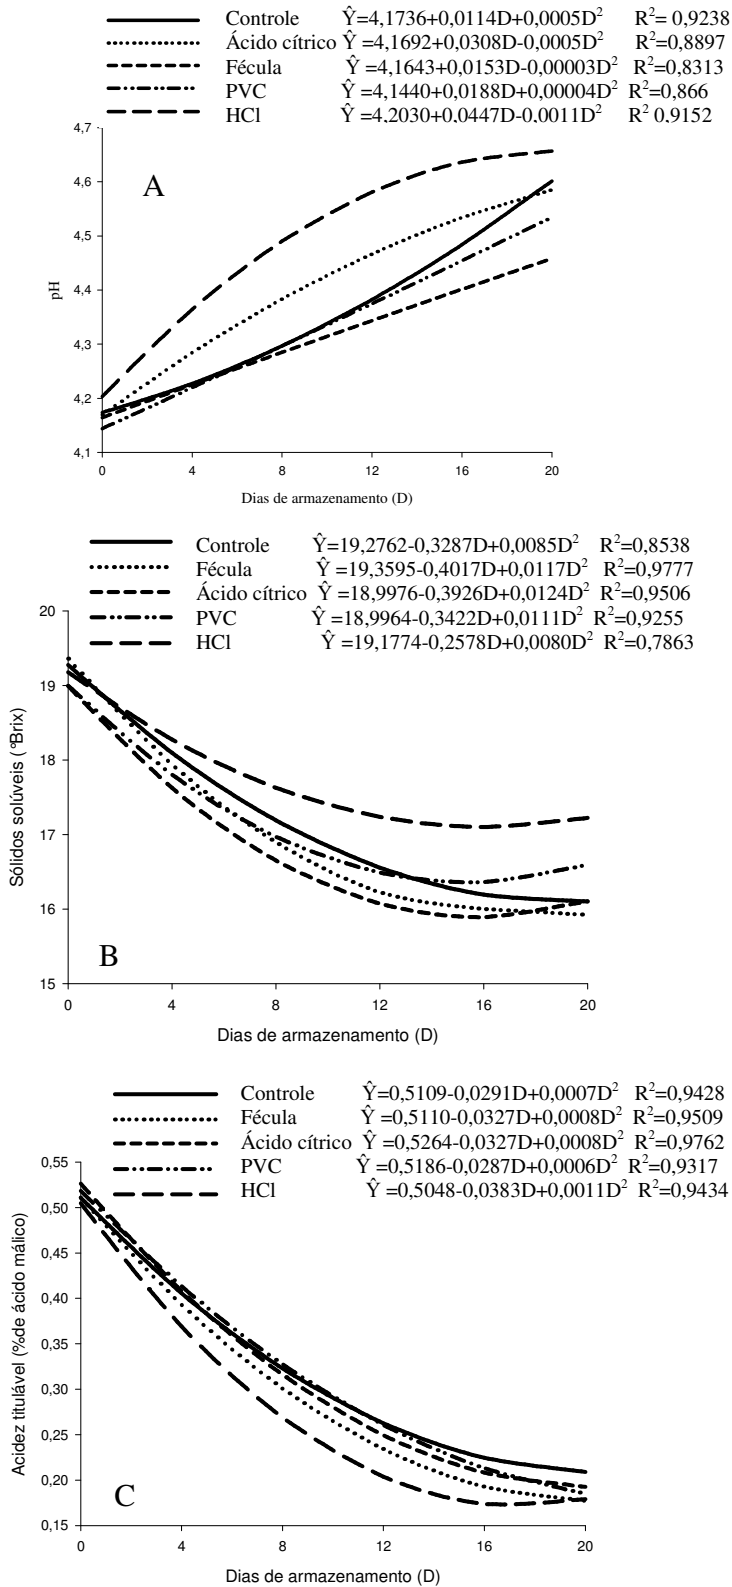 Controle Ŷ=4,1736+0,0114D+0,0005D² R²= 0,9238
Ácido cítrico Ŷ=4,1692+0,0308D-0,0005D² R²=0,8897
Fécula Ŷ=4,1643+0,0153D-0,00003D² R²=0,8313
PVC Ŷ=4,1440+0,0188D+0,00004D² R²=0,866
HCl Ŷ=4,2030+0,0447D-0,0011D² R² 0,9152
4,7
A
4,6
4,5
4,4
pH
4,3
4,2
4,1
0 4 8 12 16 20
Dias de armazenamento (D)
Controle Ŷ=19,2762-0,3287D+0,0085D² R²=0,8538
Fécula Ŷ=19,3595-0,4017D+0,0117D² R²=0,9777
Ácido cítrico Ŷ=18,9976-0,3926D+0,0124D² R²=0,9506
PVC Ŷ=18,9964-0,3422D+0,0111D² R²=0,9255
HCl Ŷ=19,1774-0,2578D+0,0080D² R²=0,7863
20
19
18
Sólidos solúveis (°Brix)
17
16
B
15
0 4 8 12 16 20
Dias de armazenamento (D)
Controle Ŷ=0,5109-0,0291D+0,0007D² R²=0,9428
Fécula Ŷ=0,5110-0,0327D+0,0008D² R²=0,9509
Ácido cítrico Ŷ=0,5264-0,0327D+0,0008D² R²=0,9762
PVC Ŷ=0,5186-0,0287D+0,0006D² R²=0,9317
HCl Ŷ=0,5048-0,0383D+0,0011D² R²=0,9434
0,55
0,50
0,45
0,40
0,35
Acidez titulável (%de ácido málico)
0,30
0,25
0,20
C
0,15
0 4 8 12 16 20
Dias de armazenamento (D)